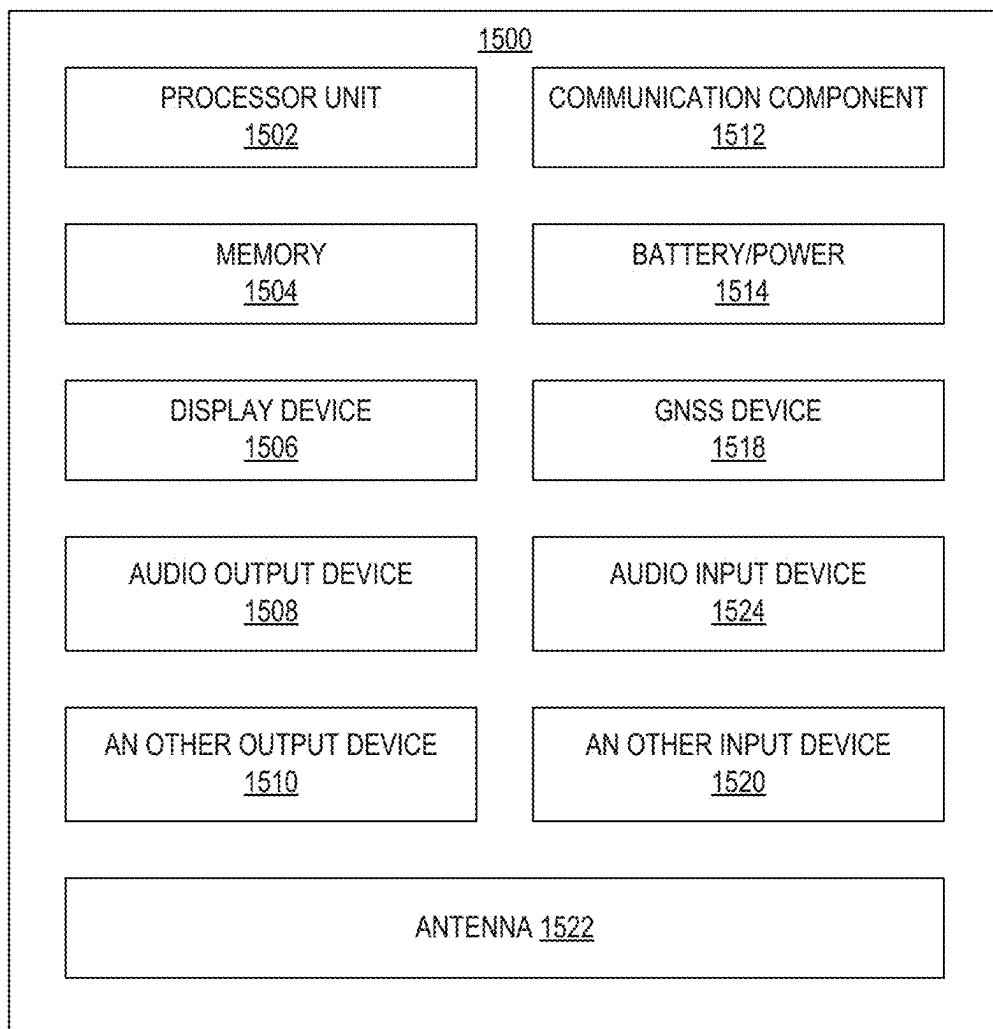 1500
PROCESSOR UNIT
1502
COMMUNICATION COMPONENT
1512
MEMORY
1504
BATTERY/POWER
1514
DISPLAY DEVICE
1506
GNSS DEVICE
1518
AUDIO OUTPUT DEVICE
1508
AUDIO INPUT DEVICE
1524
AN OTHER OUTPUT DEVICE
1510
AN OTHER INPUT DEVICE
1520
ANTENNA 1522